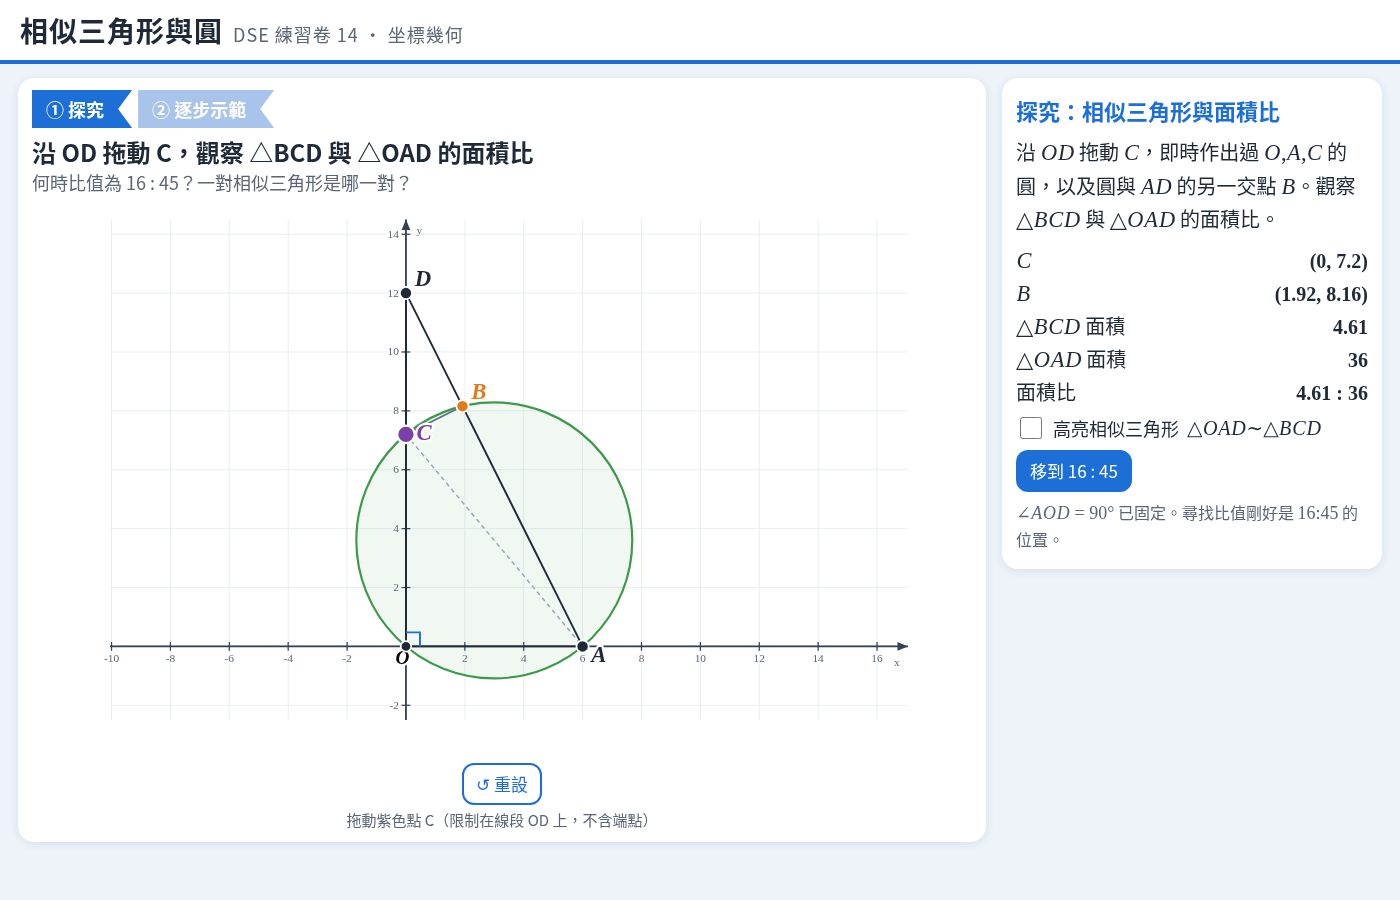 相似三角形與圓 DSE 練習卷 14 · 坐標幾何
① 探究 ② 逐步示範
沿 OD 拖動 C，觀察 △BCD 與 △OAD 的面積比
何時比值為 16 : 45？一對相似三角形是哪一對？
14 y
D
12
10
B
8
C
6
4
2
-10 -8 -6 -4 -2 O 2 4 6 A 8 10 12 14 16 x
-2
↺ 重設
拖動紫色點 C（限制在線段 OD 上，不含端點）
探究：相似三角形與面積比
沿 OD 拖動 C，即時作出過 O,A,C 的
圓，以及圓與 AD 的另一交點 B。觀察
△BCD 與 △OAD 的面積比。
C (0, 7.2)
B (1.92, 8.16)
△BCD 面積 4.61
△OAD 面積 36
面積比 4.61 : 36
高亮相似三角形 △OAD∼△BCD
移到 16 : 45
∠AOD = 90° 已固定。尋找比值剛好是 16:45 的
位置。